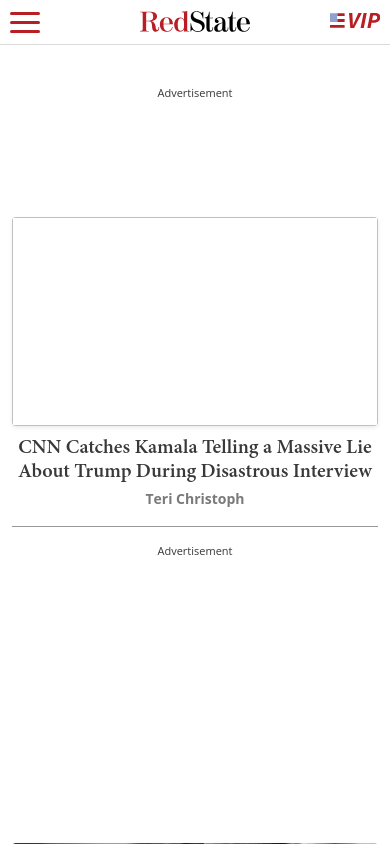 RedState
VIP
Advertisement
CNN Catches Kamala Telling a Massive Lie
About Trump During Disastrous Interview
Teri Christoph
Advertisement